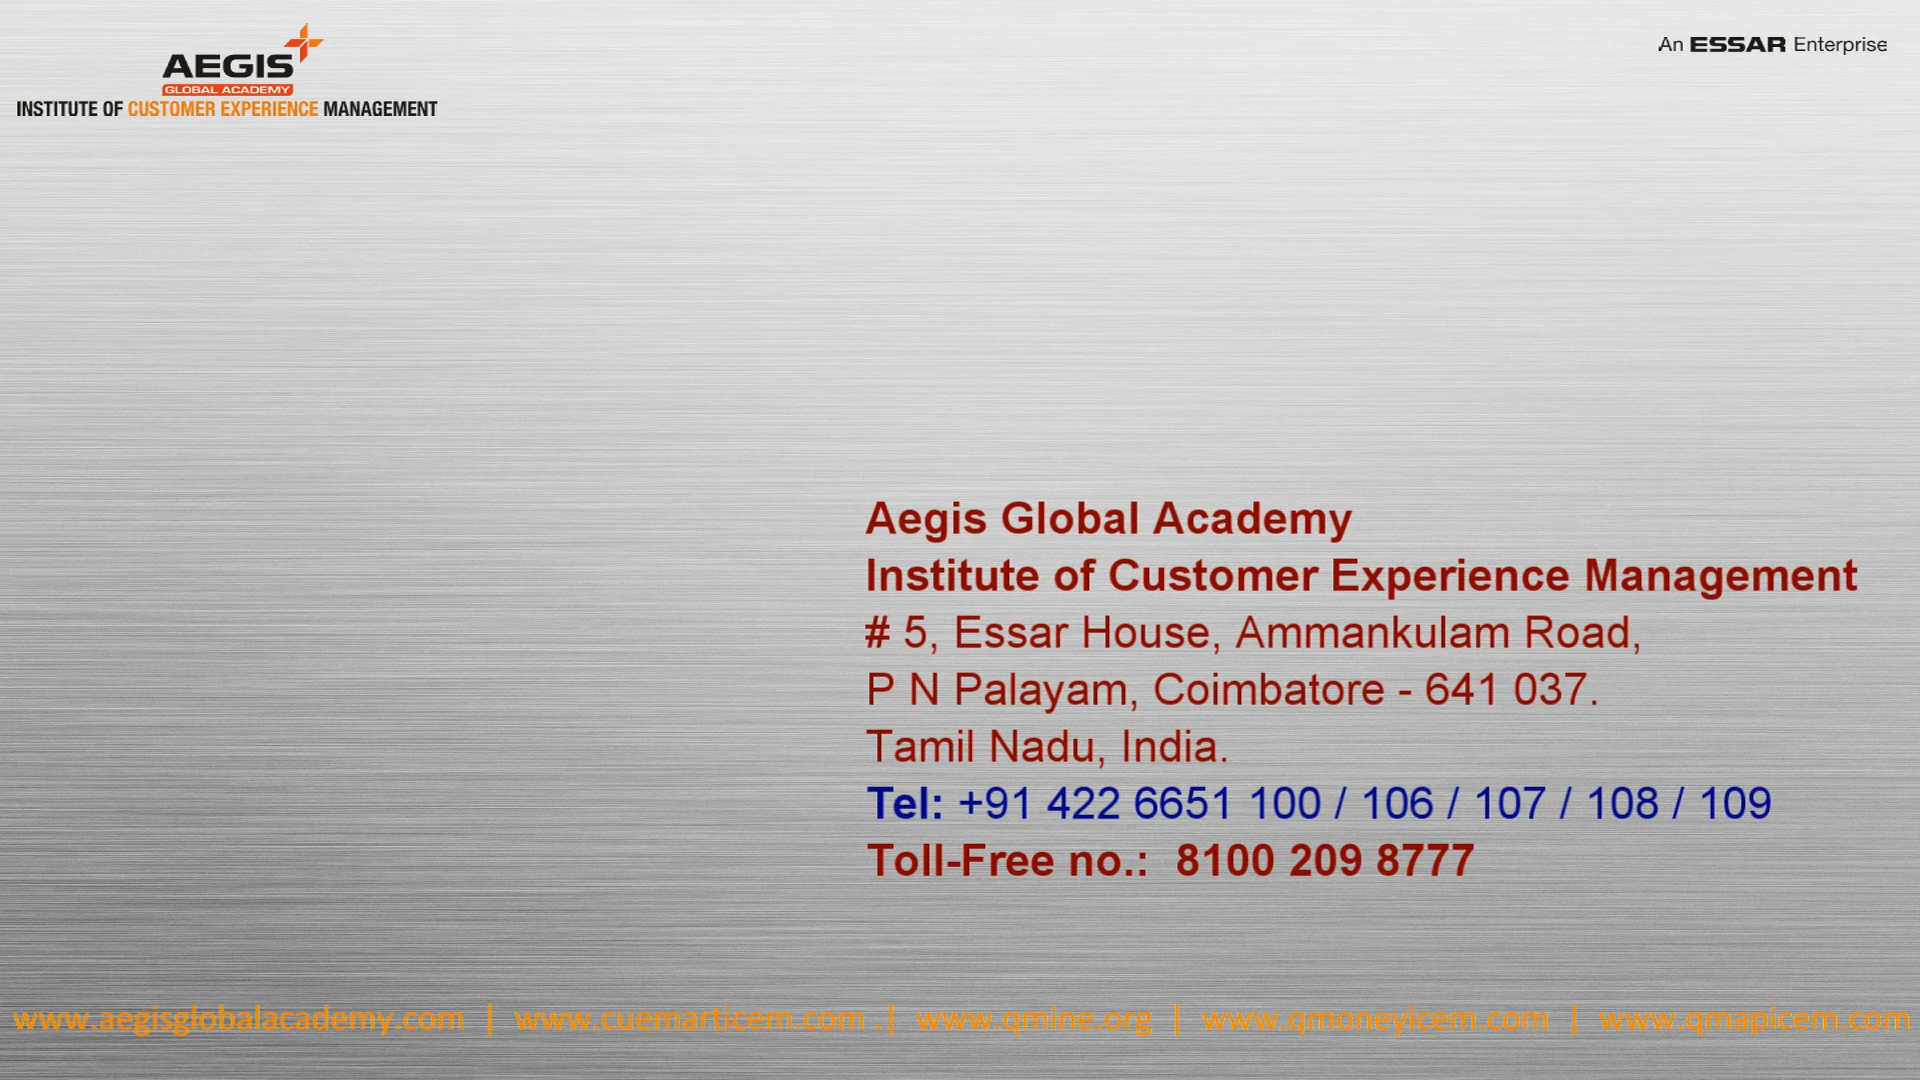 AEGIS
GLOBAL ACADEMY
INSTITUTE OF CUSTOMER EXPERIENCE MANAGEMENT
An ESSAR Enterprise
Aegis Global Academy
Institute of Customer Experience Management
# 5, Essar House, Ammankulam Road,
P N Palayam, Coimbatore - 641 037.
Tamil Nadu, India.
Tel: +91 422 6651 100 / 106 / 107 / 108 / 109
Toll-Free no.: 8100 209 8777
www.aegisglobalacademy.com | www.cuemarticem.com . | www.qmine.org | www.qmoneyicem.com | www.qmapicem.com